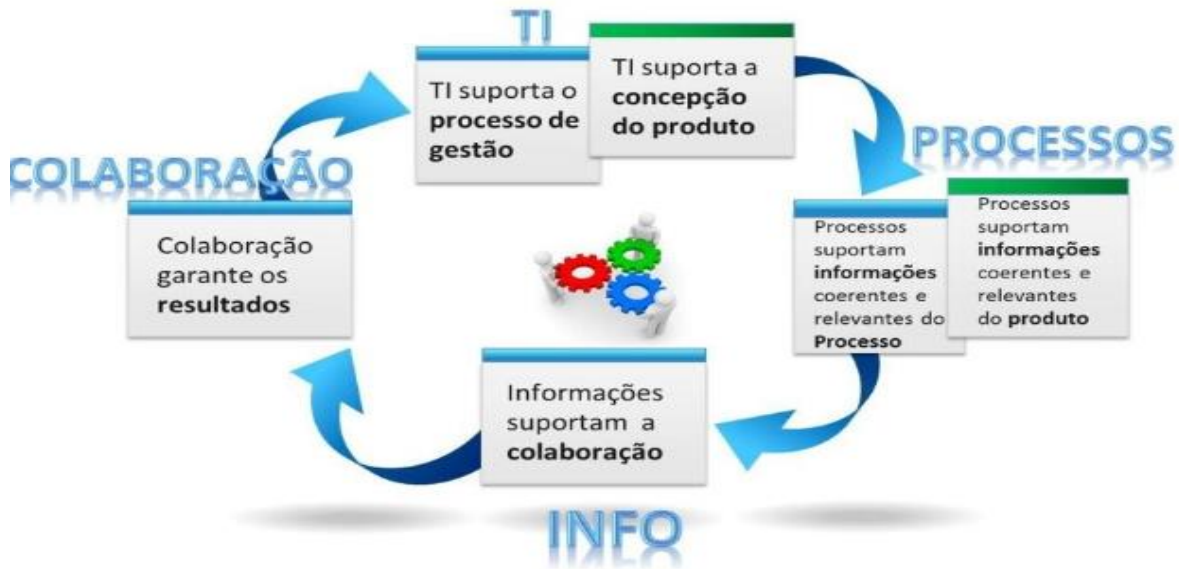 TI
TI suporta o
processo de
gestão
TI suporta a
concepção
do produto
PROCESSOS
Processos
suportam
informações
coerentes e
relevantes do
Processo
Processos
suportam
informações
coerentes e
relevantes
do produto
INFO
Informações
suportam a
colaboração
COLABORAÇÃO
Colaboração
garante os
resultados